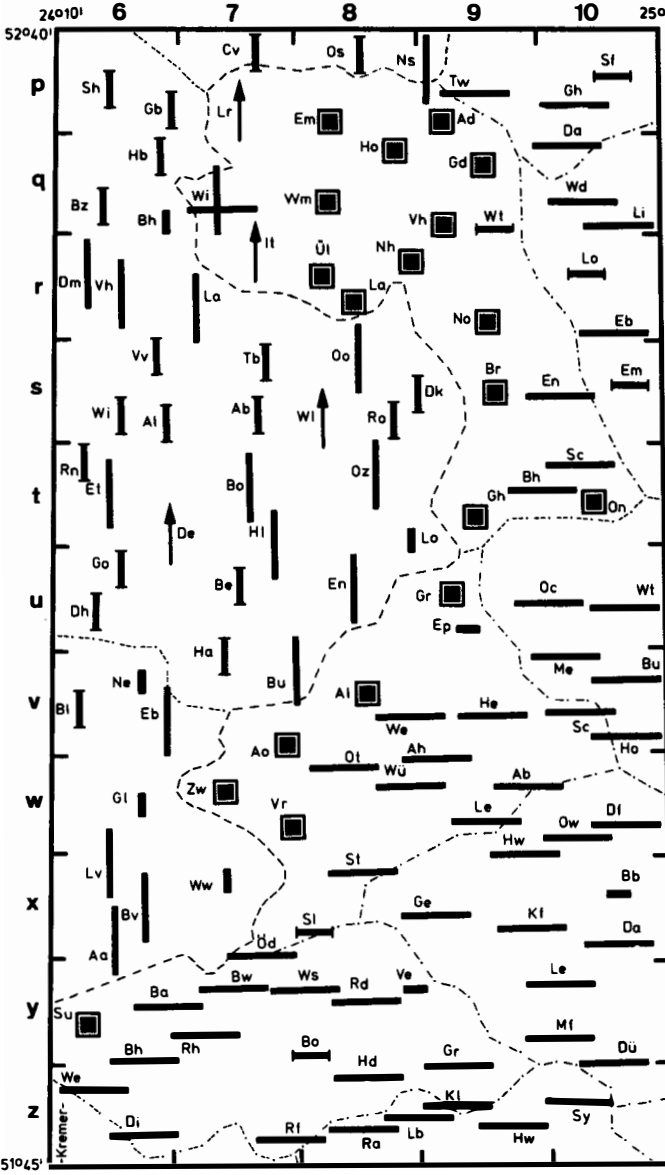 24°10' 6 7 8 9 10 25°
52°40'
Cv Os Ns
p Sh Gb Lr Em Tw Ad Sf Gh
Da
Hb Ho Gd
q Bz Bh Wi Wm Vh Wt Wd Li
It Ül Nh Lo
r Dm Vh La La No Eb
Vv Tb Oo Br En Em
s Wi Al Ab Wl Ro Dk
Rn Sc
t Et Bo Oz Bh Gh On
De Hl Lo
Go
u Dh Be En Gr Oc Wt
Ep
Ha Me Bu
v Bl Ne Eb Bu Al We He Sc Ho
Ao Ot Ah
w Gl Zw Vr Wü Ab
Le Ow Df
Hw
x Lv Bv Ww St Ge Kf Bb
Aa Sl Da
Od
y Su Ba Bw Ws Rd Ve Le
Bh Rh Bo Gr Mf Dü
We Hd
z Di Rf Ra Lb Kl Hw Sy
51°45'
-Kremer-